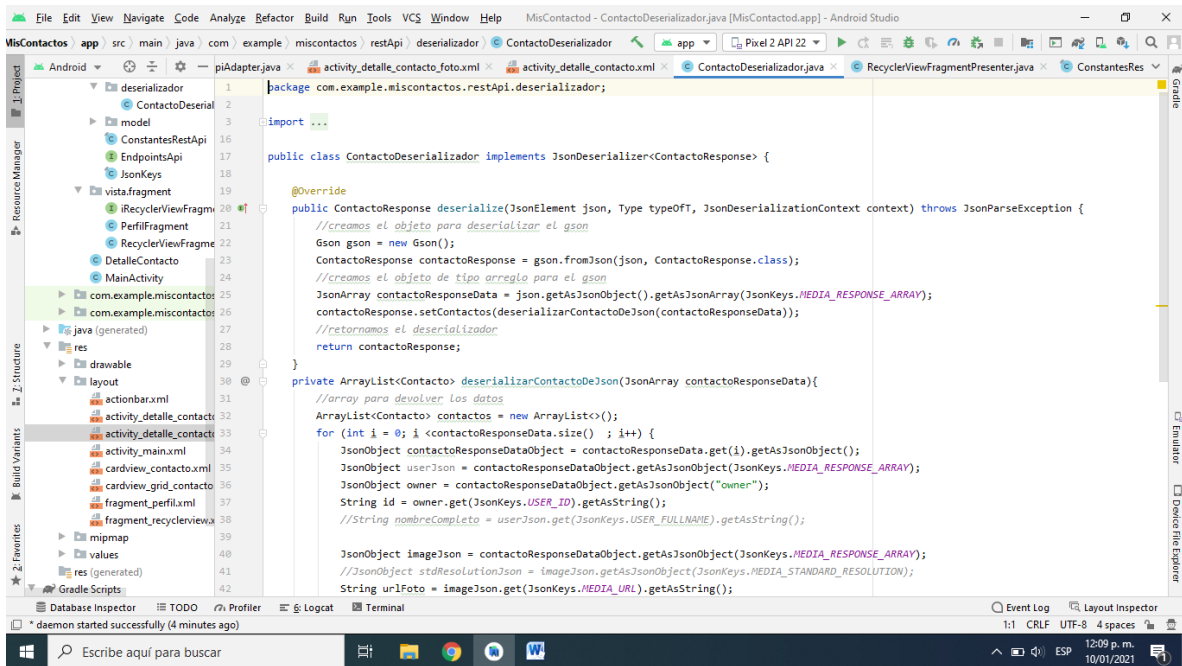 File Edit View Navigate Code Analyze Refactor Build Run Tools VCS Window Help MisContactod - ContactoDeserializador.java [MisContactod.app] - Android Studio
MisContactos app src main java com example miscontactos restApi deserializador ContactoDeserializador app Pixel 2 API 22
Android piAdapter.java activity_detalle_contacto_foto.xml activity_detalle_contacto.xml ContactoDeserializador.java RecyclerViewFragmentPresenter.java ConstantesRes
1: Project
Resource Manager
Z: Structure
Build Variants
2: Favorites
deserializador
ContactoDeserial
model
ConstantesRestApi
EndpointsApi
JsonKeys
vista.fragment
iRecyclerViewFragme
PerfilFragment
RecyclerViewFragme
DetalleContacto
MainActivity
com.example.miscontactos
com.example.miscontactos
java (generated)
res
drawable
layout
actionbar.xml
activity_detalle_contacto
activity_detalle_contacto
activity_main.xml
cardview_contacto.xml
cardview_grid_contacto
fragment_perfil.xml
fragment_recyclerview.x
mipmap
values
res (generated)
Gradle Scripts
1 package com.example.miscontactos.restApi.deserializador;
2
3 import ...
16
17 public class ContactoDeserializador implements JsonDeserializer<ContactoResponse> {
18
19 @Override
20 public ContactoResponse deserialize(JsonElement json, Type typeOfT, JsonDeserializationContext context) throws JsonParseException {
21 //creamos el objeto para deserializar el gson
22 Gson gson = new Gson();
23 ContactoResponse contactoResponse = gson.fromJson(json, ContactoResponse.class);
24 //creamos el objeto de tipo arreglo para el gson
25 JsonArray contactoResponseData = json.getAsJsonObject().getAsJsonArray(JsonKeys.MEDIA_RESPONSE_ARRAY);
26 contactoResponse.setContactos(deserializarContactoDeJson(contactoResponseData));
27 //retornamos el deserializador
28 return contactoResponse;
29 }
30 @ private ArrayList<Contacto> deserializarContactoDeJson(JsonArray contactoResponseData){
31 //array para devolver los datos
32 ArrayList<Contacto> contactos = new ArrayList<>();
33 for (int i = 0; i <contactoResponseData.size() ; i++) {
34 JsonObject contactoResponseDataObject = contactoResponseData.get(i).getAsJsonObject();
35 JsonObject userJson = contactoResponseDataObject.getAsJsonObject(JsonKeys.MEDIA_RESPONSE_ARRAY);
36 JsonObject owner = contactoResponseDataObject.getAsJsonObject("owner");
37 String id = owner.get(JsonKeys.USER_ID).getAsString();
38 //String nombreCompleto = userJson.get(JsonKeys.USER_FULLNAME).getAsString();
39
40 JsonObject imageJson = contactoResponseDataObject.getAsJsonObject(JsonKeys.MEDIA_RESPONSE_ARRAY);
41 //JsonObject stdResolutionJson = imageJson.getAsJsonObject(JsonKeys.MEDIA_STANDARD_RESOLUTION);
42 String urlFoto = imageJson.get(JsonKeys.MEDIA_URL).getAsString();
Gradle
Emulator
Device File Explorer
Database Inspector TODO Profiler 6: Logcat Terminal Event Log Layout Inspector
* daemon started successfully (4 minutes ago) 1:1 CRLF UTF-8 4 spaces
Escribe aquí para buscar ESP 12:09 p. m.
10/01/2021